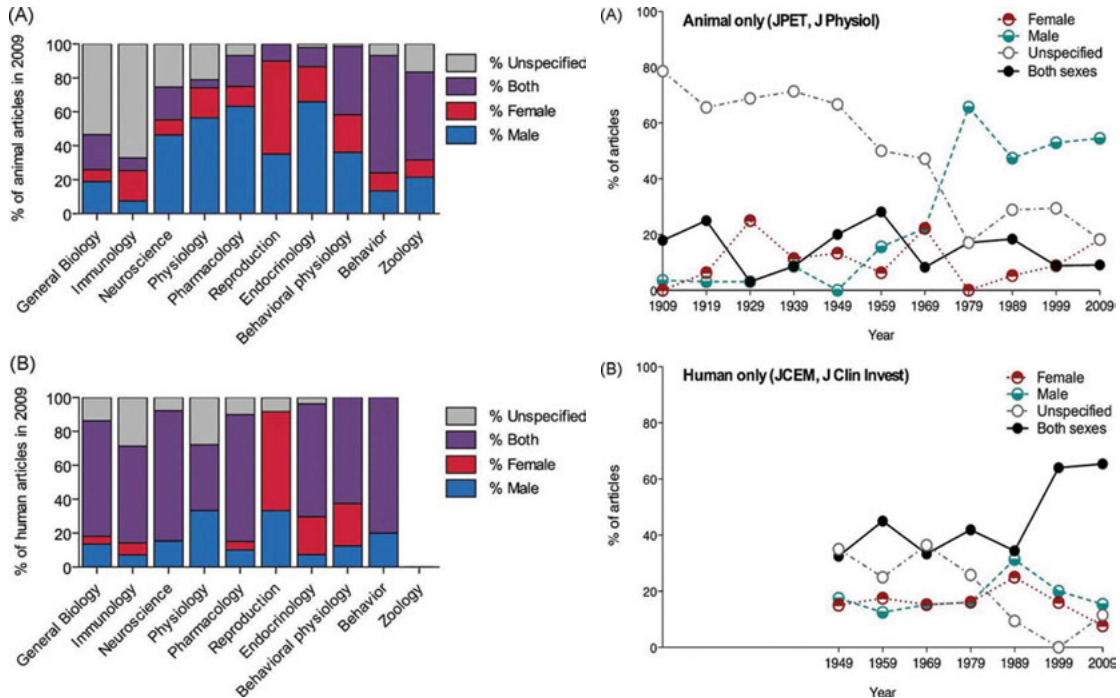 (A)
% of animal articles in 2009
100
80
60
40
20
0
% Unspecified
% Both
% Female
% Male
General Biology
Immunology
Neuroscience
Physiology
Pharmacology
Reproduction
Endocrinology
Behavioral physiology
Behavior
Zoology
(B)
% of human articles in 2009
100
80
60
40
20
0
% Unspecified
% Both
% Female
% Male
General Biology
Immunology
Neuroscience
Physiology
Pharmacology
Reproduction
Endocrinology
Behavioral physiology
Behavior
Zoology
(A)
Animal only (JPET, J Physiol)
Female
Male
Unspecified
Both sexes
% of articles
100
80
60
40
20
0
1909 1919 1929 1939 1949 1959 1969 1979 1989 1999 2009
Year
(B)
Human only (JCEM, J Clin Invest)
Female
Male
Unspecified
Both sexes
% of articles
100
80
60
40
20
0
1949 1959 1969 1979 1989 1999 2009
Year